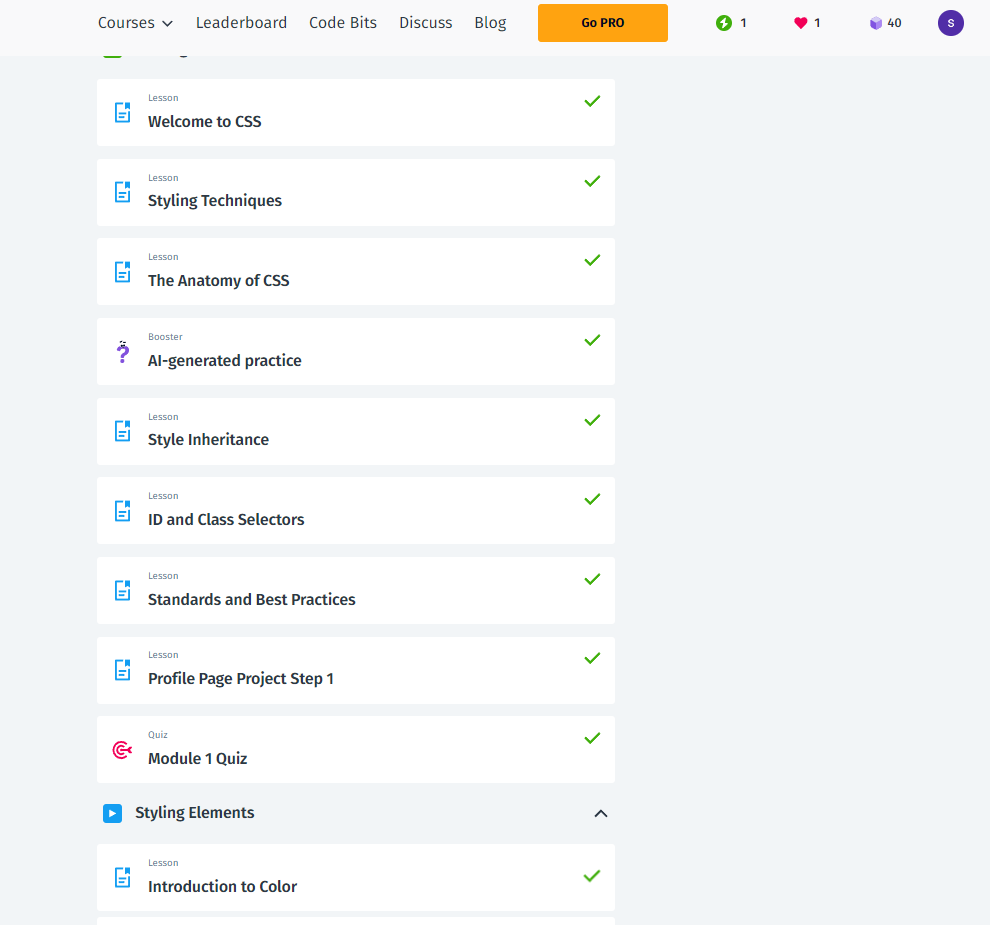 Courses Leaderboard Code Bits Discuss Blog Go PRO 1 1 40 S
Lesson
Welcome to CSS
Lesson
Styling Techniques
Lesson
The Anatomy of CSS
Booster
AI-generated practice
Lesson
Style Inheritance
Lesson
ID and Class Selectors
Lesson
Standards and Best Practices
Lesson
Profile Page Project Step 1
Quiz
Module 1 Quiz
Styling Elements
Lesson
Introduction to Color